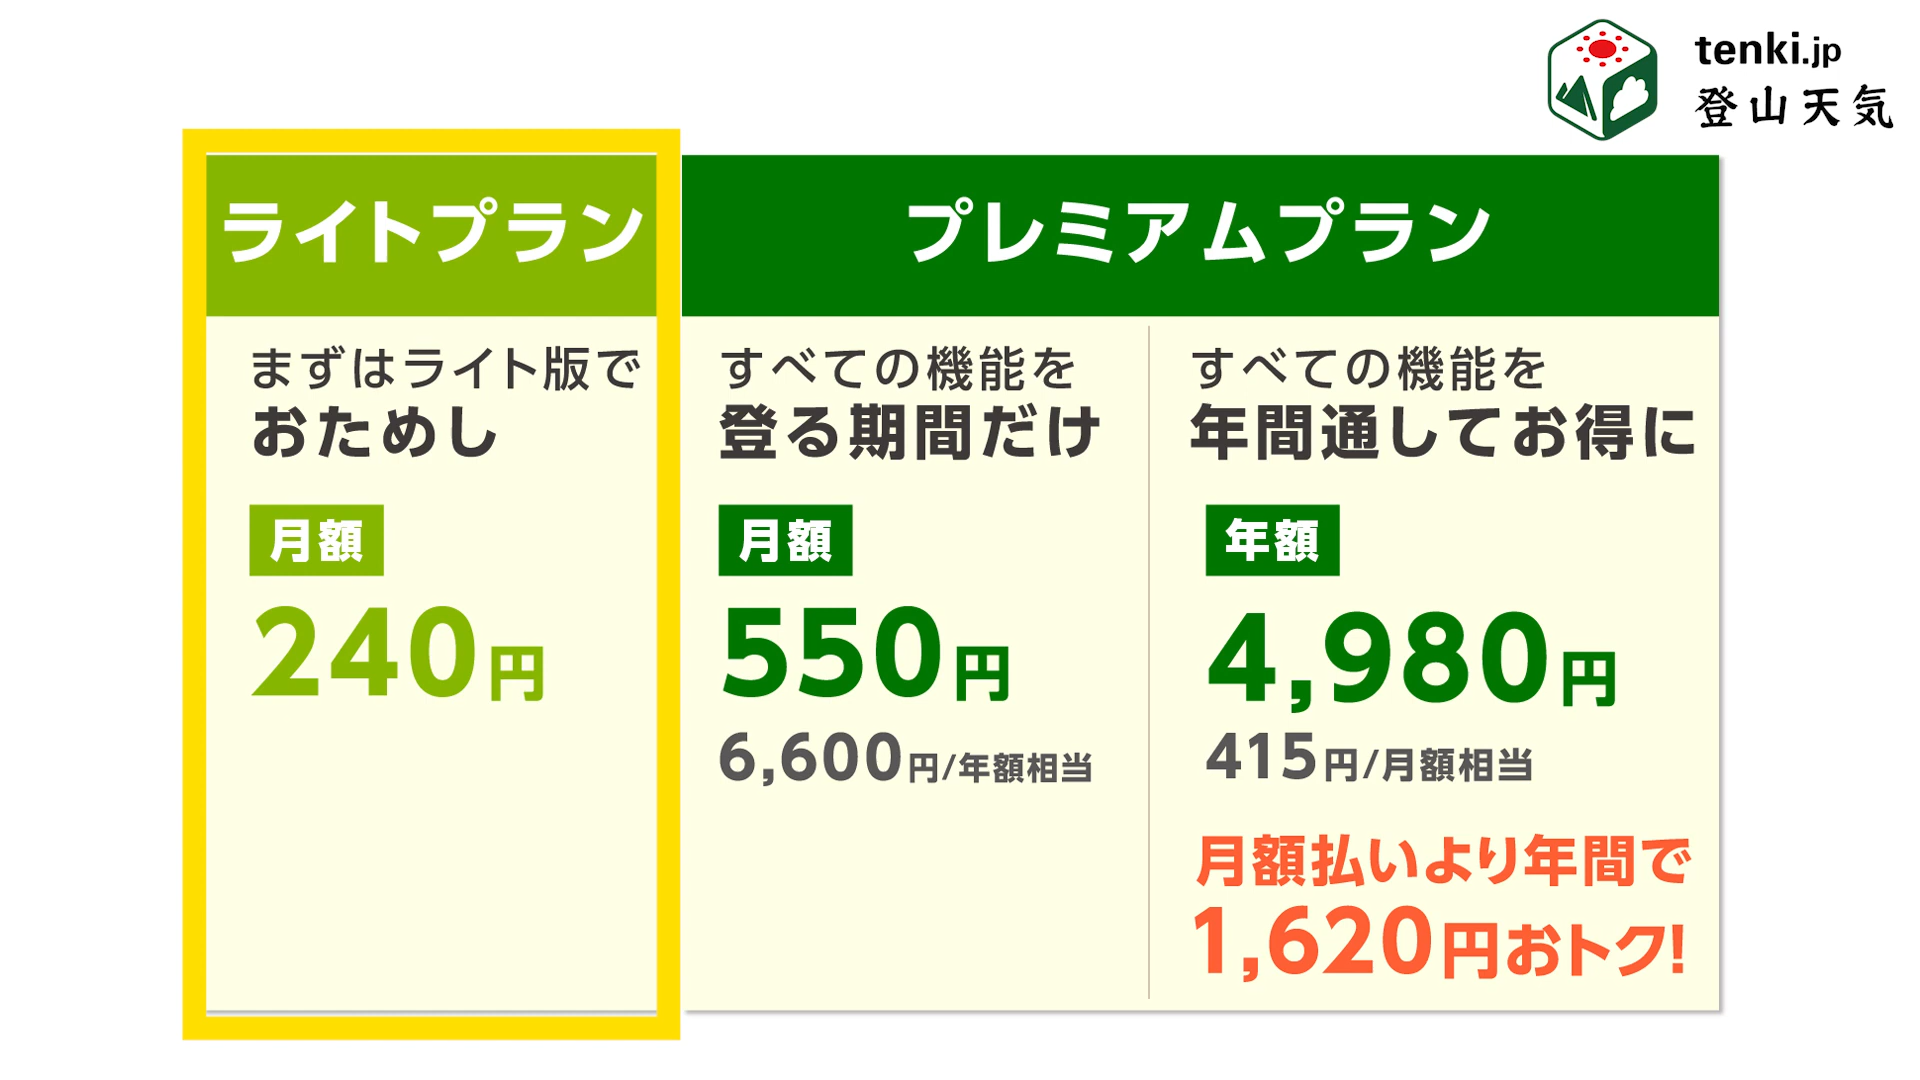 tenki.jp
登山天気
ライトプラン
まずはライト版で
おためし
月額
240円
プレミアムプラン
すべての機能を
登る期間だけ
月額
550円
6,600円/年額相当
すべての機能を
年間通してお得に
年額
4,980円
415円/月額相当
月額払いより年間で
1,620円おトク!